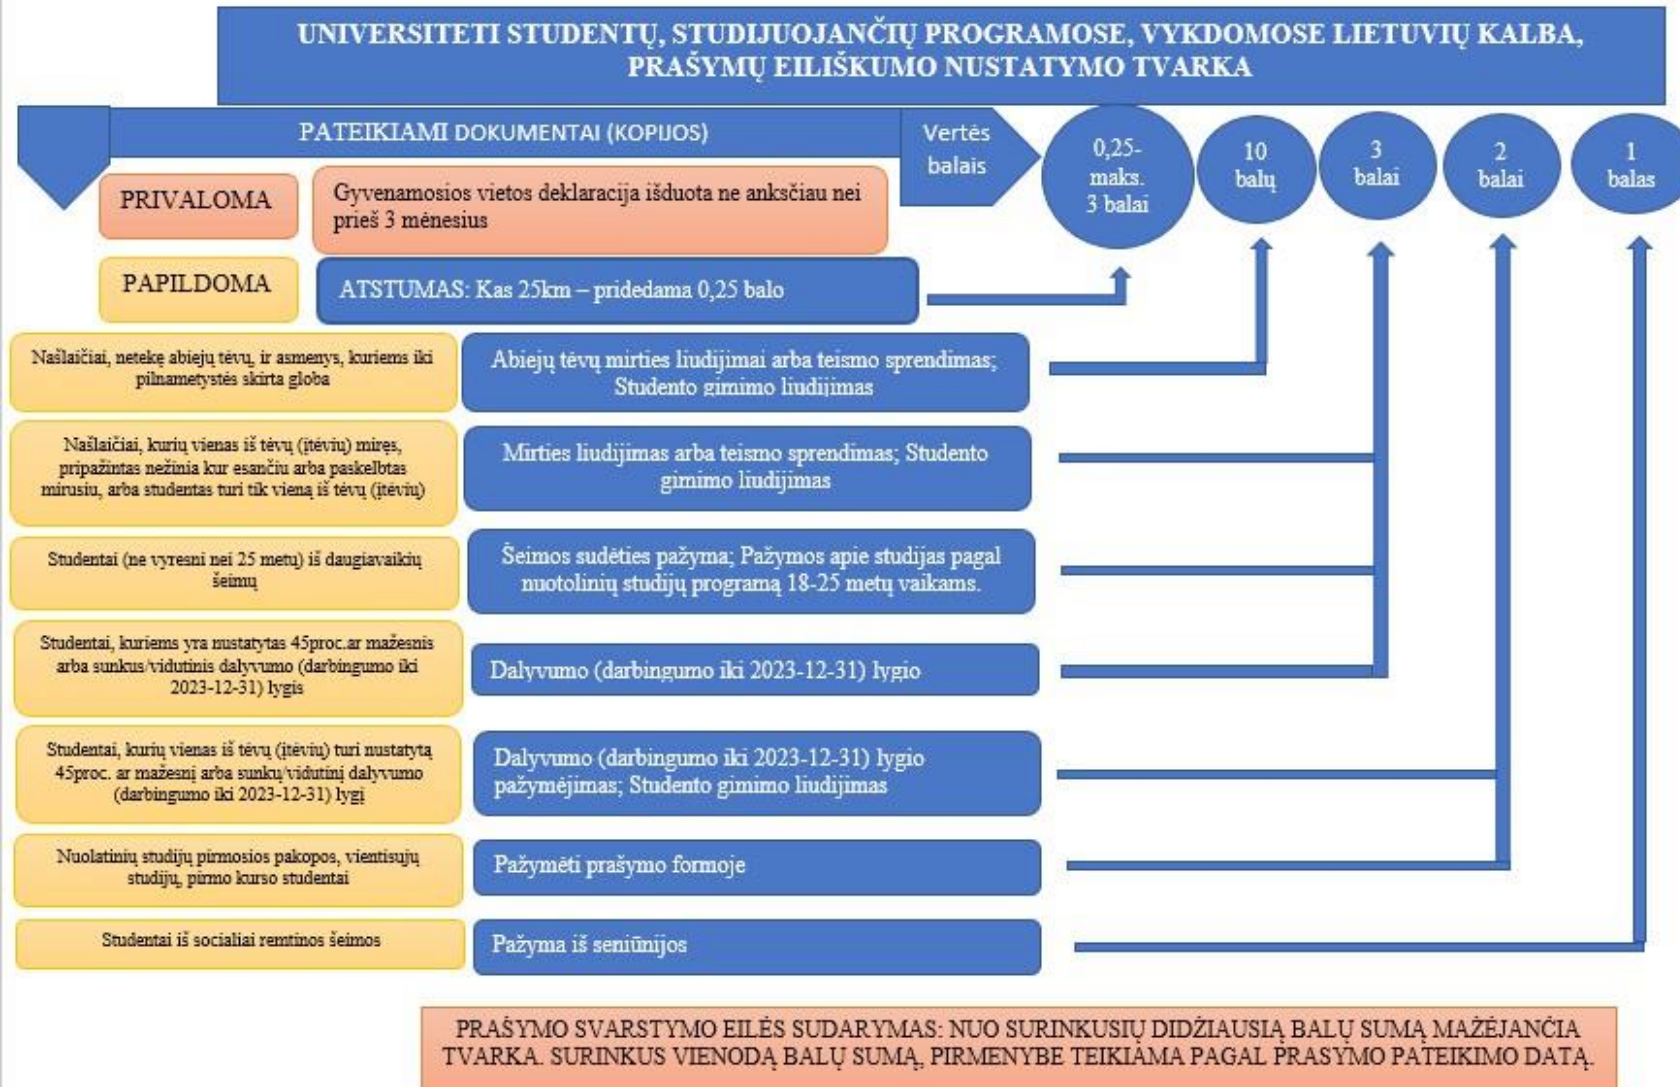 UNIVERSITETI STUDENTŲ, STUDIJUOJANČIŲ PROGRAMOSE, VYKDOMOSE LIETUVIŲ KALBA,
PRAŠYMŲ EILIŠKUMO NUSTATYMO TVARKA
PATEIKIAMI DOKUMENTAI (KOPIJOS)
Vertės
balais
0,25-
maks.
3 balai
10
balų
3
balai
2
balai
1
balas
PRIVALOMA
Gyvenamosios vietos deklaracija išduota ne anksčiau nei
prieš 3 mėnesius
PAPILDOMA
ATSTUMAS: Kas 25km – pridedama 0,25 balo
Našlaičiai, netekę abiejų tėvų, ir asmenys, kuriems iki
pilnametystės skirta globa
Abiejų tėvų mirties liudijimai arba teismo sprendimas;
Studento gimimo liudijimas
Našlaičiai, kurių vienas iš tėvų (įtėvių) miręs,
pripažintas nežinia kur esančiu arba paskelbtas
mirusiu, arba studentas turi tik vieną iš tėvų (įtėvių)
Mirties liudijimas arba teismo sprendimas; Studento
gimimo liudijimas
Studentai (ne vyresni nei 25 metų) iš daugiavaikių
šeimų
Šeimos sudėties pažyma; Pažymos apie studijas pagal
nuotolinių studijų programą 18-25 metų vaikams.
Studentai, kuriems yra nustatytas 45proc.ar mažesnis
arba sunkus/vidutinis dalyvumo (darbingumo iki
2023-12-31) lygis
Dalyvumo (darbingumo iki 2023-12-31) lygio
Studentai, kurių vienas iš tėvų (įtėvių) turi nustatytą
45proc. ar mažesnį arba sunkų/vidutinį dalyvumo
(darbingumo iki 2023-12-31) lygį
Dalyvumo (darbingumo iki 2023-12-31) lygio
pažymėjimas; Studento gimimo liudijimas
Nuolatinių studijų pirmosios pakopos, vientisųjų
studijų, pirmo kurso studentai
Pažymėti prašymo formoje
Studentai iš socialiai remtinos šeimos
Pažyma iš seniūnijos
PRAŠYMO SVARSTYMO EILĖS SUDARYMAS: NUO SURINKUSIŲ DIDŽIAUSIĄ BALŲ SUMĄ MAŽĖJANČIA
TVARKA. SURINKUS VIENODĄ BALŲ SUMĄ, PIRMENYBE TEIKIAMA PAGAL PRASYMO PATEIKIMO DATĄ.